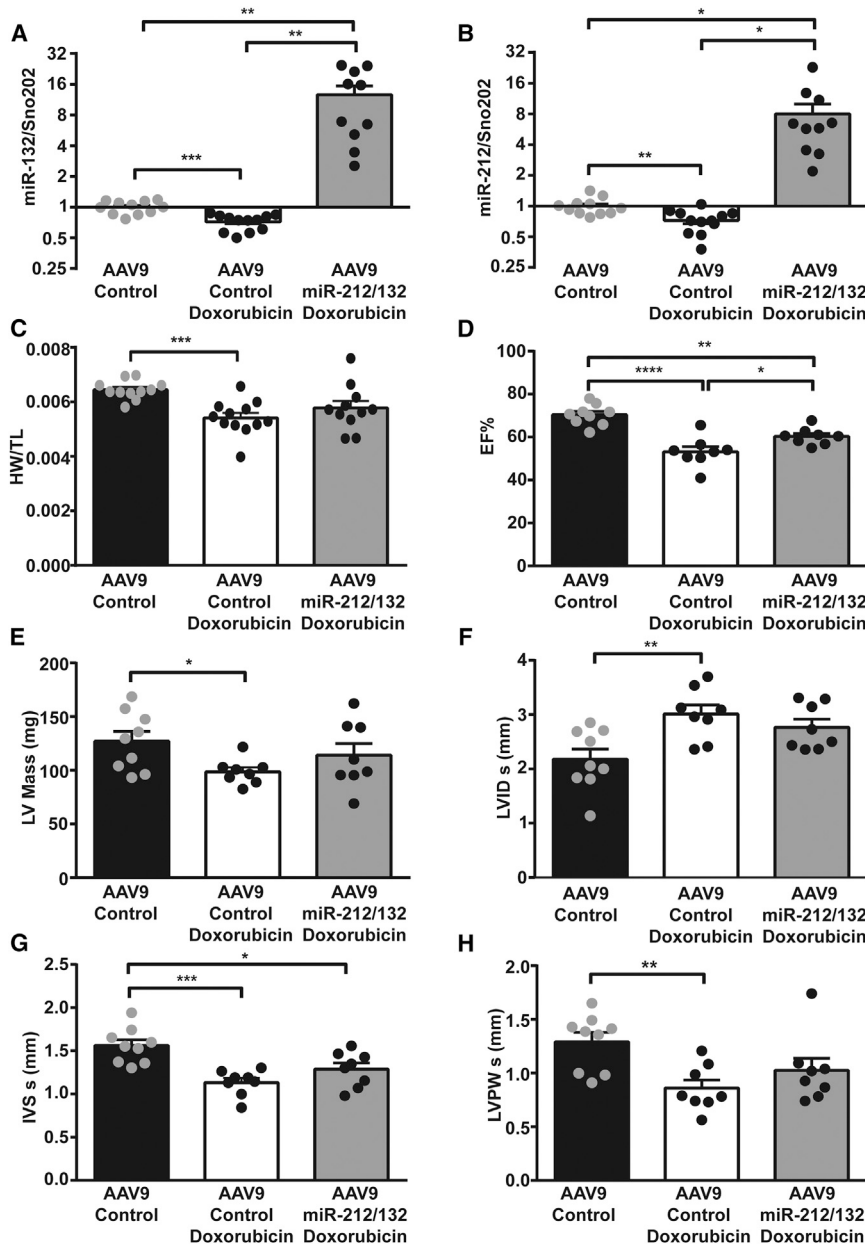 A
**
**
***
miR-132/Sno202
32
16
8
4
2
1
0.5
0.25
AAV9
Control
AAV9
Control
Doxorubicin
AAV9
miR-212/132
Doxorubicin
B
*
*
**
miR-212/Sno202
32
16
8
4
2
1
0.5
0.25
AAV9
Control
AAV9
Control
Doxorubicin
AAV9
miR-212/132
Doxorubicin
C
***
HW/TL
0.008
0.006
0.004
0.002
0.000
AAV9
Control
AAV9
Control
Doxorubicin
AAV9
miR-212/132
Doxorubicin
D
**
****
*
EF%
100
80
60
40
20
0
AAV9
Control
AAV9
Control
Doxorubicin
AAV9
miR-212/132
Doxorubicin
E
*
LV Mass (mg)
200
150
100
50
0
AAV9
Control
AAV9
Control
Doxorubicin
AAV9
miR-212/132
Doxorubicin
F
**
LVID s (mm)
4
3
2
1
0
AAV9
Control
AAV9
Control
Doxorubicin
AAV9
miR-212/132
Doxorubicin
G
*
***
IVS s (mm)
2.5
2.0
1.5
1.0
0.5
0.0
AAV9
Control
AAV9
Control
Doxorubicin
AAV9
miR-212/132
Doxorubicin
H
**
LVPW s (mm)
2.0
1.5
1.0
0.5
0.0
AAV9
Control
AAV9
Control
Doxorubicin
AAV9
miR-212/132
Doxorubicin